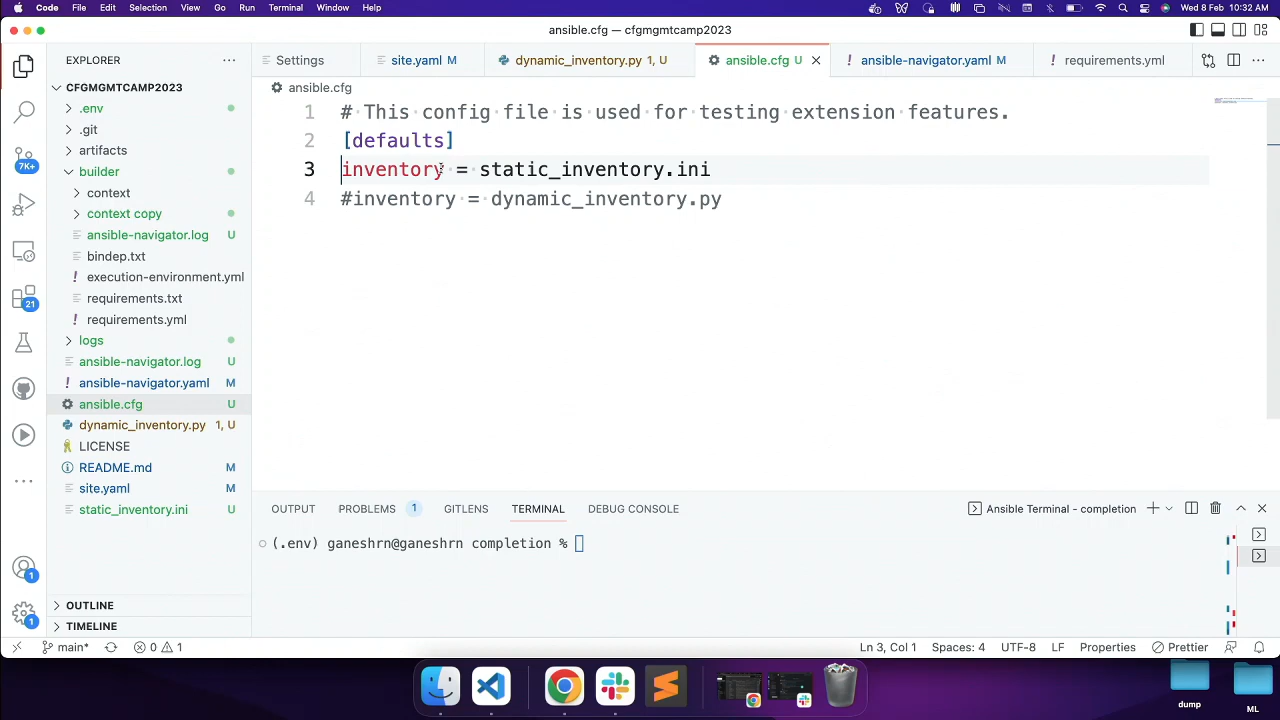 Code File Edit Selection View Go Run Terminal Window Help Wed 8 Feb 10:32 AM
ansible.cfg — cfgmgmtcamp2023
EXPLORER
Settings site.yaml M dynamic_inventory.py 1, U ansible.cfg U ansible-navigator.yaml M requirements.yml
CFGMGMTCAMP2023
.env
.git
artifacts
builder
context
context copy
ansible-navigator.log U
bindep.txt
execution-environment.yml
requirements.txt
requirements.yml
logs
ansible-navigator.log U
ansible-navigator.yaml M
ansible.cfg U
dynamic_inventory.py 1, U
LICENSE
README.md M
site.yaml M
static_inventory.ini U
OUTLINE
TIMELINE
7K+
21
1
1
ansible.cfg
1 # This config file is used for testing extension features.
2 [defaults]
3 inventory = static_inventory.ini
4 #inventory = dynamic_inventory.py
OUTPUT PROBLEMS 1 GITLENS TERMINAL DEBUG CONSOLE Ansible Terminal - completion
(.env) ganeshrn@ganeshrn completion %
main* 0 1 Ln 3, Col 1 Spaces: 4 UTF-8 LF Properties Prettier
dump
ML